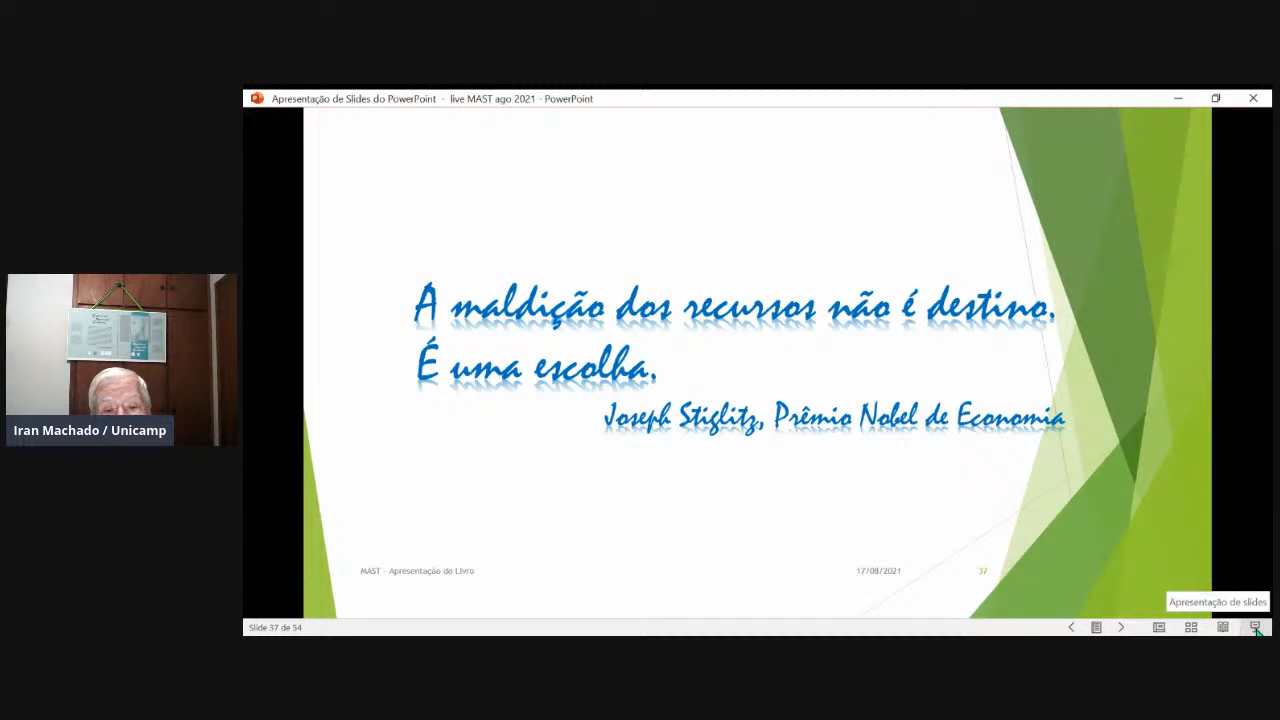 Apresentação de Slides do PowerPoint - live MAST ago 2021 - PowerPoint
A maldição dos recursos não é destino.
É uma escolha.
Joseph Stiglitz, Prêmio Nobel de Economia
Iran Machado / Unicamp
MAST - Apresentação do Livro
17/08/2021
37
Apresentação de slides
Slide 37 de 54